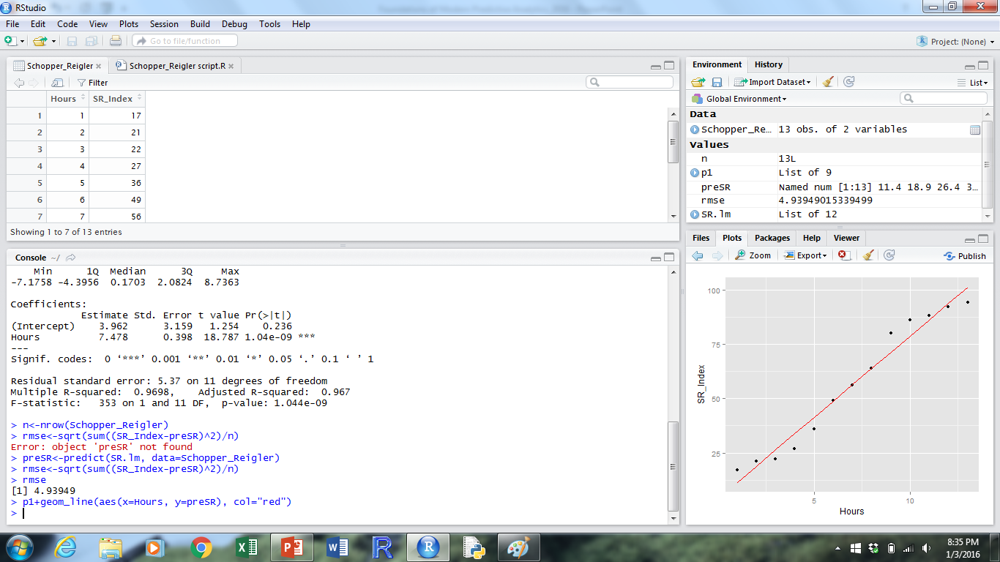 RStudio
File Edit Code View Plots Session Build Debug Tools Help
Go to file/function
Project: (None)
Schopper_Reigler
Schopper_Reigler script.R
Filter
Hours SR_Index
1 1 17
2 2 21
3 3 22
4 4 27
5 5 36
6 6 49
7 7 56
Showing 1 to 7 of 13 entries
Console ~/
Min 1Q Median 3Q Max
-7.1758 -4.3956 0.1703 2.0824 8.7363
Coefficients:
Estimate Std. Error t value Pr(>|t|)
(Intercept) 3.962 3.159 1.254 0.236
Hours 7.478 0.398 18.787 1.04e-09 ***
---
Signif. codes: 0 ‘***’ 0.001 ‘**’ 0.01 ‘*’ 0.05 ‘.’ 0.1 ‘ ’ 1
Residual standard error: 5.37 on 11 degrees of freedom
Multiple R-squared: 0.9698, Adjusted R-squared: 0.967
F-statistic: 353 on 1 and 11 DF, p-value: 1.044e-09
> n<-nrow(Schopper_Reigler)
> rmse<-sqrt(sum((SR_Index-preSR)^2)/n)
Error: object 'preSR' not found
> preSR<-predict(SR.lm, data=Schopper_Reigler)
> rmse<-sqrt(sum((SR_Index-preSR)^2)/n)
> rmse
[1] 4.93949
> p1+geom_line(aes(x=Hours, y=preSR), col="red")
>
Environment History
Import Dataset
List
Global Environment
Data
Schopper_Re… 13 obs. of 2 variables
Values
n 13L
p1 List of 9
preSR Named num [1:13] 11.4 18.9 26.4 3…
rmse 4.93949015339499
SR.lm List of 12
Files Plots Packages Help Viewer
Zoom Export Publish
100
75
50
25
SR_Index
5 10
Hours
8:35 PM
1/3/2016